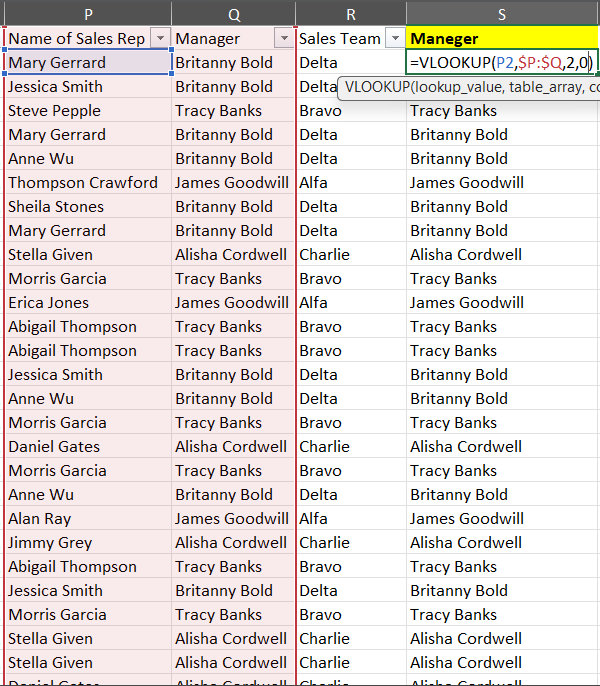 P Q R S
Name of Sales Rep Manager Sales Team Maneger
Mary Gerrard Britanny Bold Delta =VLOOKUP(P2,$P:$Q,2,0)
Jessica Smith Britanny Bold Delta VLOOKUP(lookup_value, table_array, co
Steve Pepple Tracy Banks Bravo Tracy Banks
Mary Gerrard Britanny Bold Delta Britanny Bold
Anne Wu Britanny Bold Delta Britanny Bold
Thompson Crawford James Goodwill Alfa James Goodwill
Sheila Stones Britanny Bold Delta Britanny Bold
Mary Gerrard Britanny Bold Delta Britanny Bold
Stella Given Alisha Cordwell Charlie Alisha Cordwell
Morris Garcia Tracy Banks Bravo Tracy Banks
Erica Jones James Goodwill Alfa James Goodwill
Abigail Thompson Tracy Banks Bravo Tracy Banks
Abigail Thompson Tracy Banks Bravo Tracy Banks
Jessica Smith Britanny Bold Delta Britanny Bold
Anne Wu Britanny Bold Delta Britanny Bold
Morris Garcia Tracy Banks Bravo Tracy Banks
Daniel Gates Alisha Cordwell Charlie Alisha Cordwell
Morris Garcia Tracy Banks Bravo Tracy Banks
Anne Wu Britanny Bold Delta Britanny Bold
Alan Ray James Goodwill Alfa James Goodwill
Jimmy Grey Alisha Cordwell Charlie Alisha Cordwell
Abigail Thompson Tracy Banks Bravo Tracy Banks
Jessica Smith Britanny Bold Delta Britanny Bold
Morris Garcia Tracy Banks Bravo Tracy Banks
Stella Given Alisha Cordwell Charlie Alisha Cordwell
Stella Given Alisha Cordwell Charlie Alisha Cordwell
Daniel Gates Alisha Cordwell Charlie Alisha Cordwell